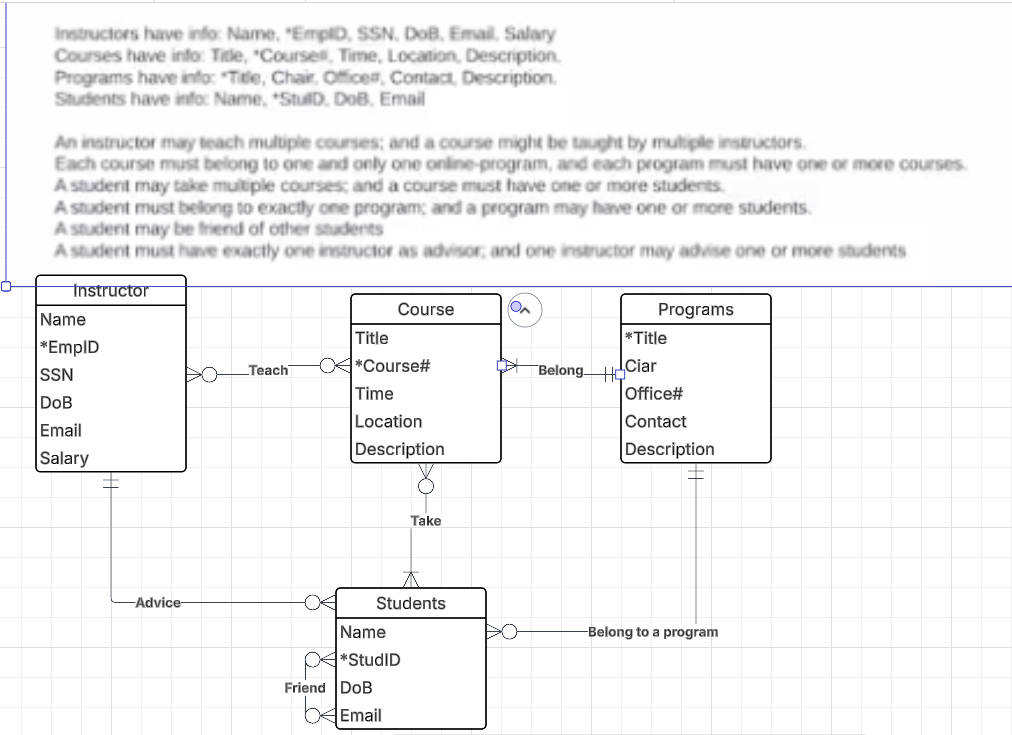 Instructors have info: Name, *EmpID, SSN, DoB, Email, Salary
Courses have info: Title, *Course#, Time, Location, Description.
Programs have info: *Title, Chair, Office#, Contact, Description.
Students have info: Name, *StuID, DoB, Email
An instructor may teach multiple courses; and a course might be taught by multiple instructors.
Each course must belong to one and only one online-program, and each program must have one or more courses.
A student may take multiple courses; and a course must have one or more students.
A student must belong to exactly one program; and a program may have one or more students.
A student may be friend of other students
A student must have exactly one instructor as advisor; and one instructor may advise one or more students
Instructor
Name
*EmpID
SSN
DoB
Email
Salary
Teach
Course
Title
*Course#
Time
Location
Description
Belong
Programs
*Title
Ciar
Office#
Contact
Description
Take
Advice
Students
Name
*StudID
DoB
Email
Friend
Belong to a program